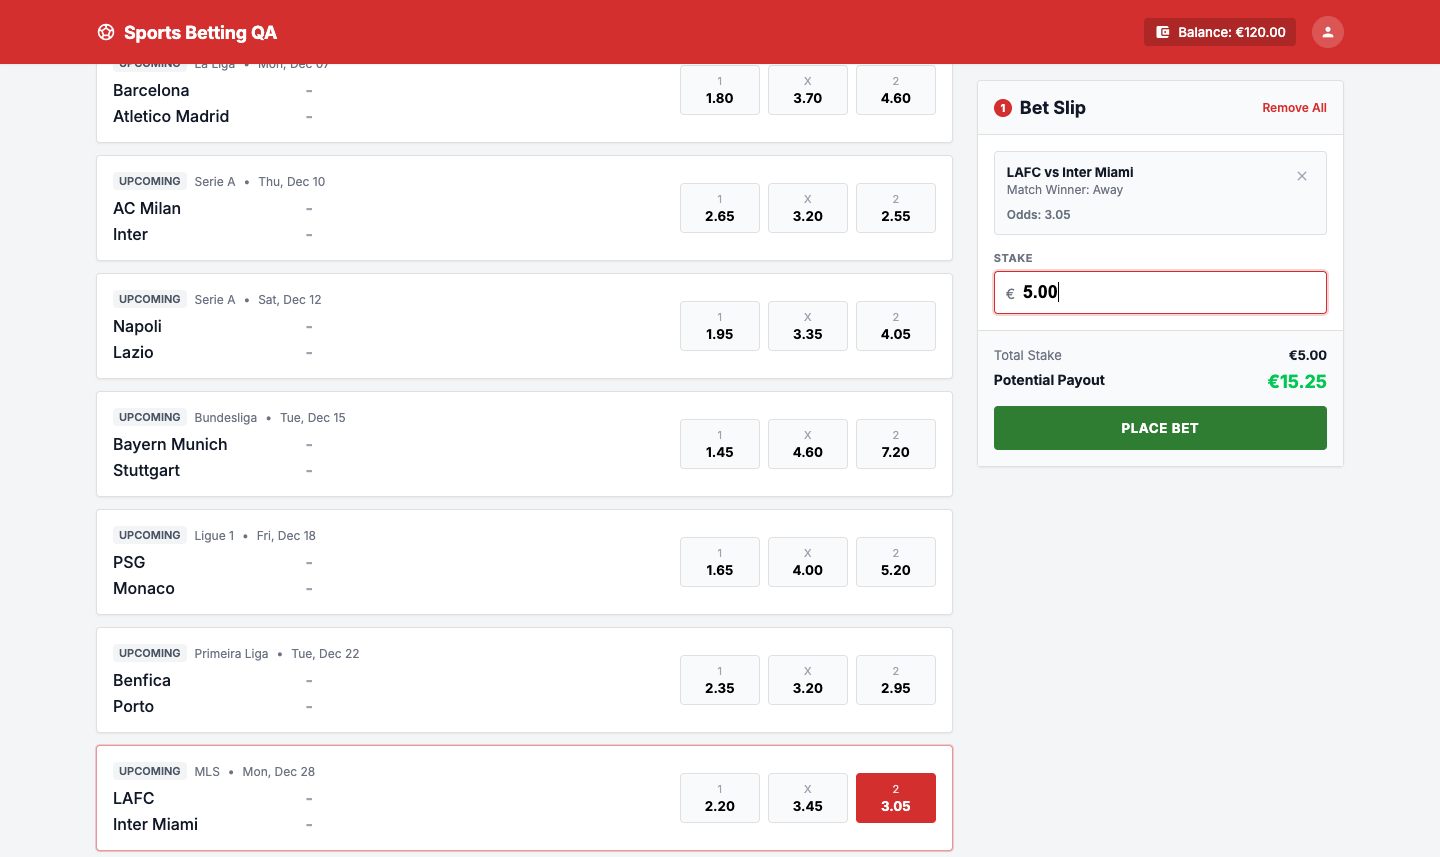 Sports Betting QA
Balance: €120.00
UPCOMING La Liga • Mon, Dec 07
Barcelona -
Atletico Madrid -
1 X 2
1.80 3.70 4.60
UPCOMING Serie A • Thu, Dec 10
AC Milan -
Inter -
1 X 2
2.65 3.20 2.55
UPCOMING Serie A • Sat, Dec 12
Napoli -
Lazio -
1 X 2
1.95 3.35 4.05
UPCOMING Bundesliga • Tue, Dec 15
Bayern Munich -
Stuttgart -
1 X 2
1.45 4.60 7.20
UPCOMING Ligue 1 • Fri, Dec 18
PSG -
Monaco -
1 X 2
1.65 4.00 5.20
UPCOMING Primeira Liga • Tue, Dec 22
Benfica -
Porto -
1 X 2
2.35 3.20 2.95
UPCOMING MLS • Mon, Dec 28
LAFC -
Inter Miami -
1 X 2
2.20 3.45 3.05
1 Bet Slip Remove All
LAFC vs Inter Miami
Match Winner: Away
Odds: 3.05
STAKE
€ 5.00
Total Stake €5.00
Potential Payout €15.25
PLACE BET